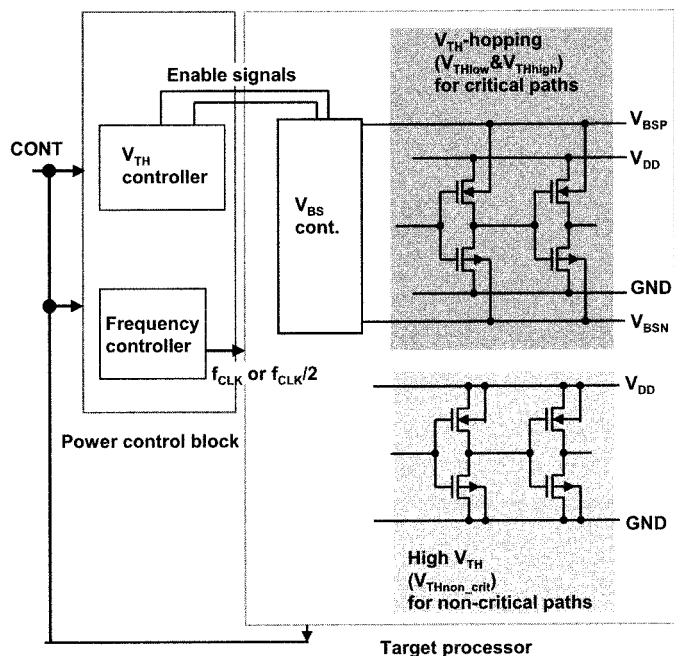 V_TH-hopping
(V_THlow&V_THhigh)
for critical paths
Enable signals
V_BSP
CONT
V_TH
controller
V_DD
V_BS
cont.
GND
Frequency
controller
V_BSN
f_CLK or f_CLK/2
V_DD
Power control block
GND
High V_TH
(V_THnon_crit)
for non-critical paths
Target processor